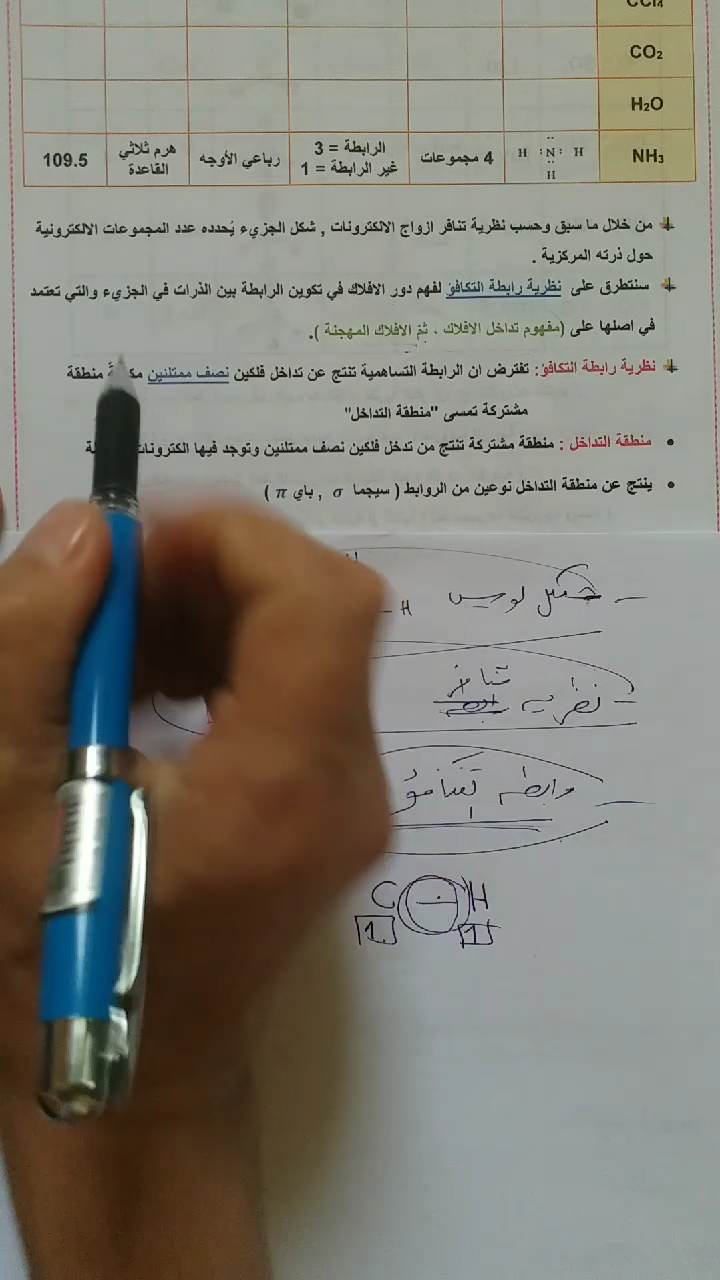 CCl₄
CO₂
H₂O
NH₃ H :N: H H 4 مجموعات الرابطة = 3 غير الرابطة = 1 رباعي الأوجه هرم ثلاثي القاعدة 109.5
من خلال ما سبق وحسب نظرية تنافر ازواج الالكترونات , شكل الجزيء يُحدده عدد المجموعات الالكترونية
حول ذرته المركزية .
سنتطرق على نظرية رابطة التكافؤ لفهم دور الافلاك في تكوين الرابطة بين الذرات في الجزيء والتي تعتمد
في اصلها على (مفهوم تداخل الافلاك . ثمّ الافلاك المهجنة ).
نظرية رابطة التكافؤ: تفترض ان الرابطة التساهمية تنتج عن تداخل فلكين نصف ممتلئين منطقة
مشتركة تمسى "منطقة التداخل"
منطقة التداخل : منطقة مشتركة تنتج من تدخل فلكين نصف ممتلئين وتوجد فيها الكترونات
ينتج عن منطقة التداخل نوعين من الروابط ( سيجما σ , باي π )
– شكل لويس
–H
– نظرية تنافر
– رابطة تكافؤ
C H
1 1